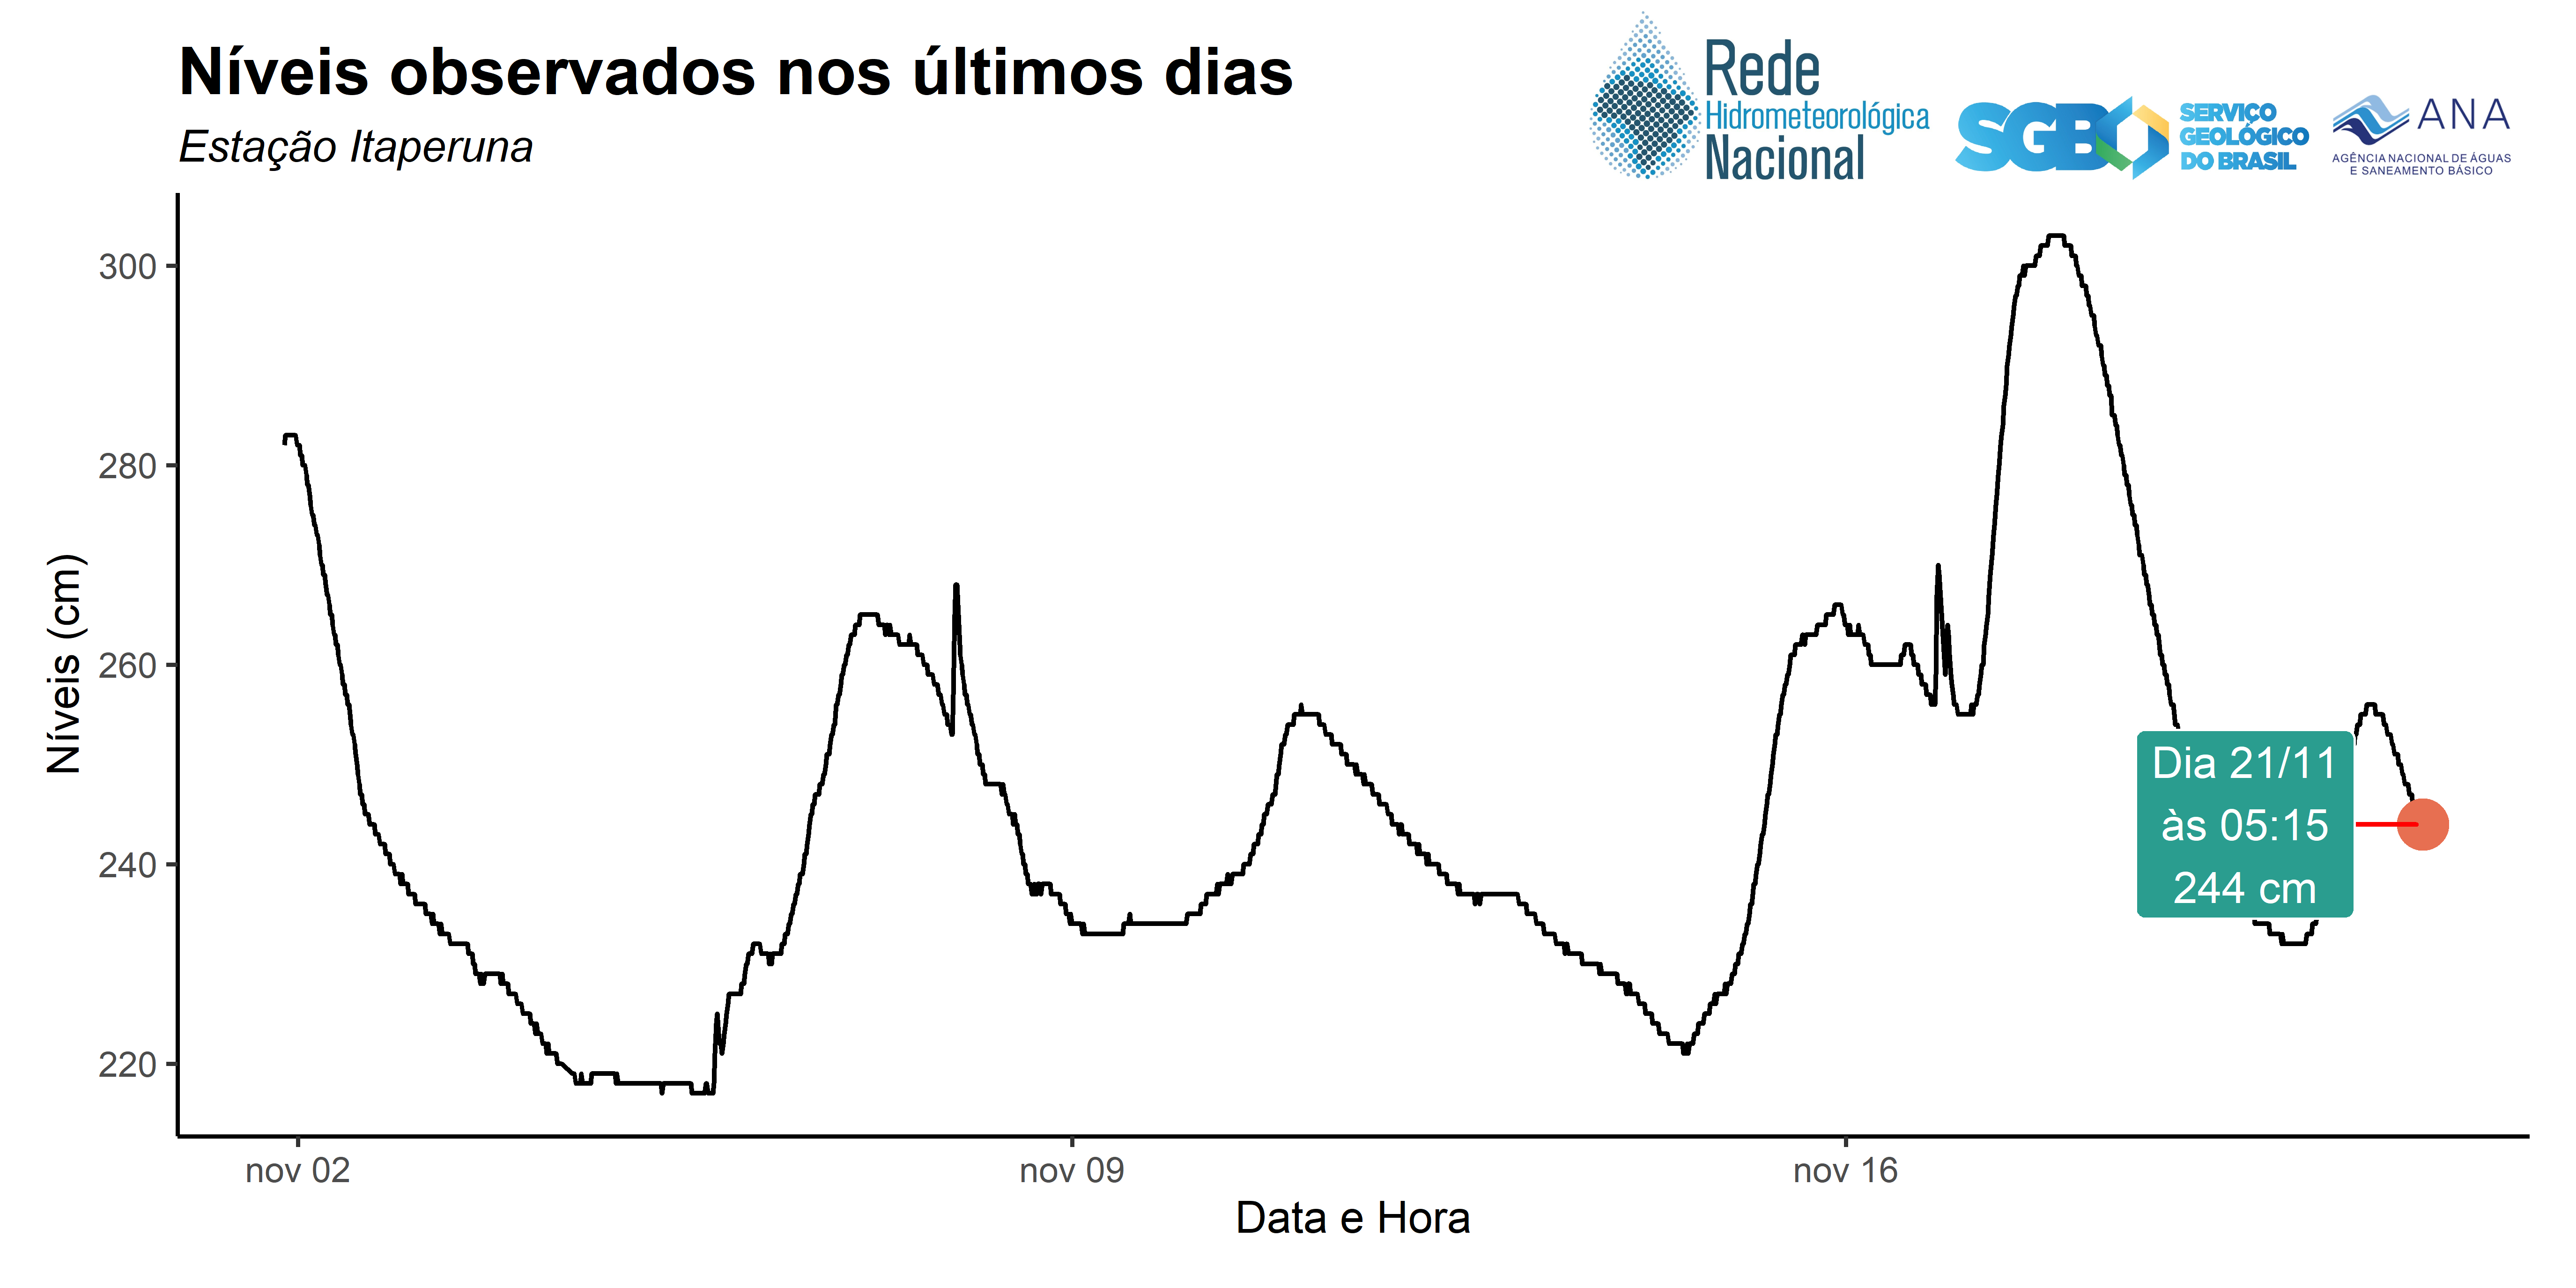 Níveis observados nos últimos dias
Estação Itaperuna
Rede
Hidrometeorológica
Nacional
SGB
SERVIÇO
GEOLÓGICO
DO BRASIL
ANA
AGÊNCIA NACIONAL DE ÁGUAS
E SANEAMENTO BÁSICO
Níveis (cm)
300
280
260
240
220
Dia 21/11
às 05:15
244 cm
nov 02
nov 09
nov 16
Data e Hora